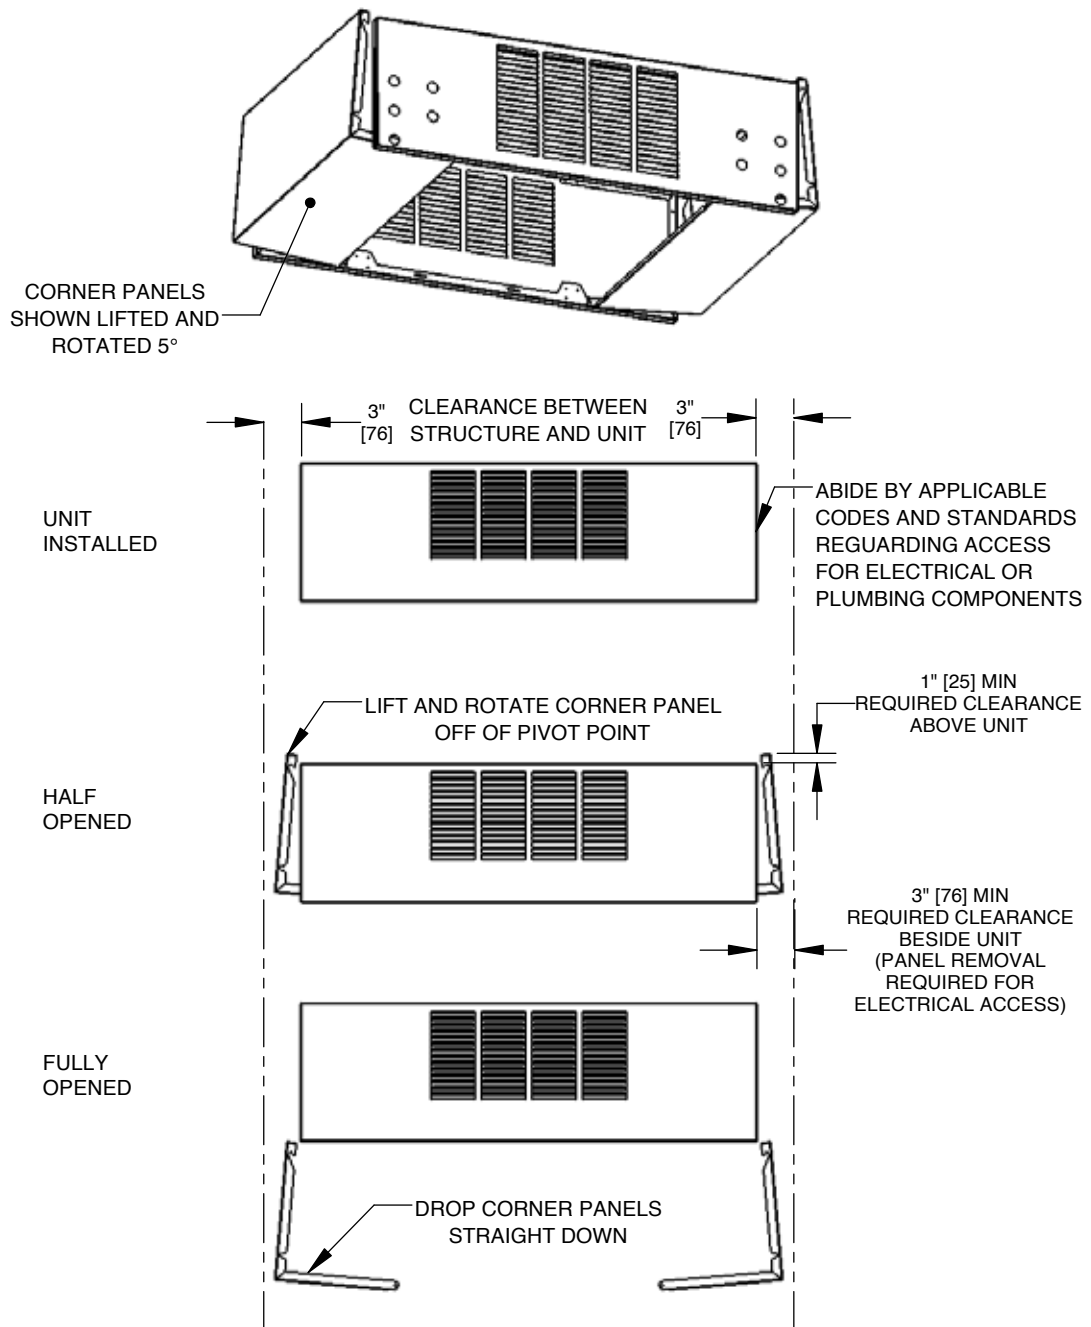 CORNER PANELS
SHOWN LIFTED AND
ROTATED 5°
3"
[76]
CLEARANCE BETWEEN
STRUCTURE AND UNIT
3"
[76]
UNIT
INSTALLED
ABIDE BY APPLICABLE
CODES AND STANDARDS
REGUARDING ACCESS
FOR ELECTRICAL OR
PLUMBING COMPONENTS
LIFT AND ROTATE CORNER PANEL
OFF OF PIVOT POINT
1" [25] MIN
REQUIRED CLEARANCE
ABOVE UNIT
HALF
OPENED
3" [76] MIN
REQUIRED CLEARANCE
BESIDE UNIT
(PANEL REMOVAL
REQUIRED FOR
ELECTRICAL ACCESS)
FULLY
OPENED
DROP CORNER PANELS
STRAIGHT DOWN